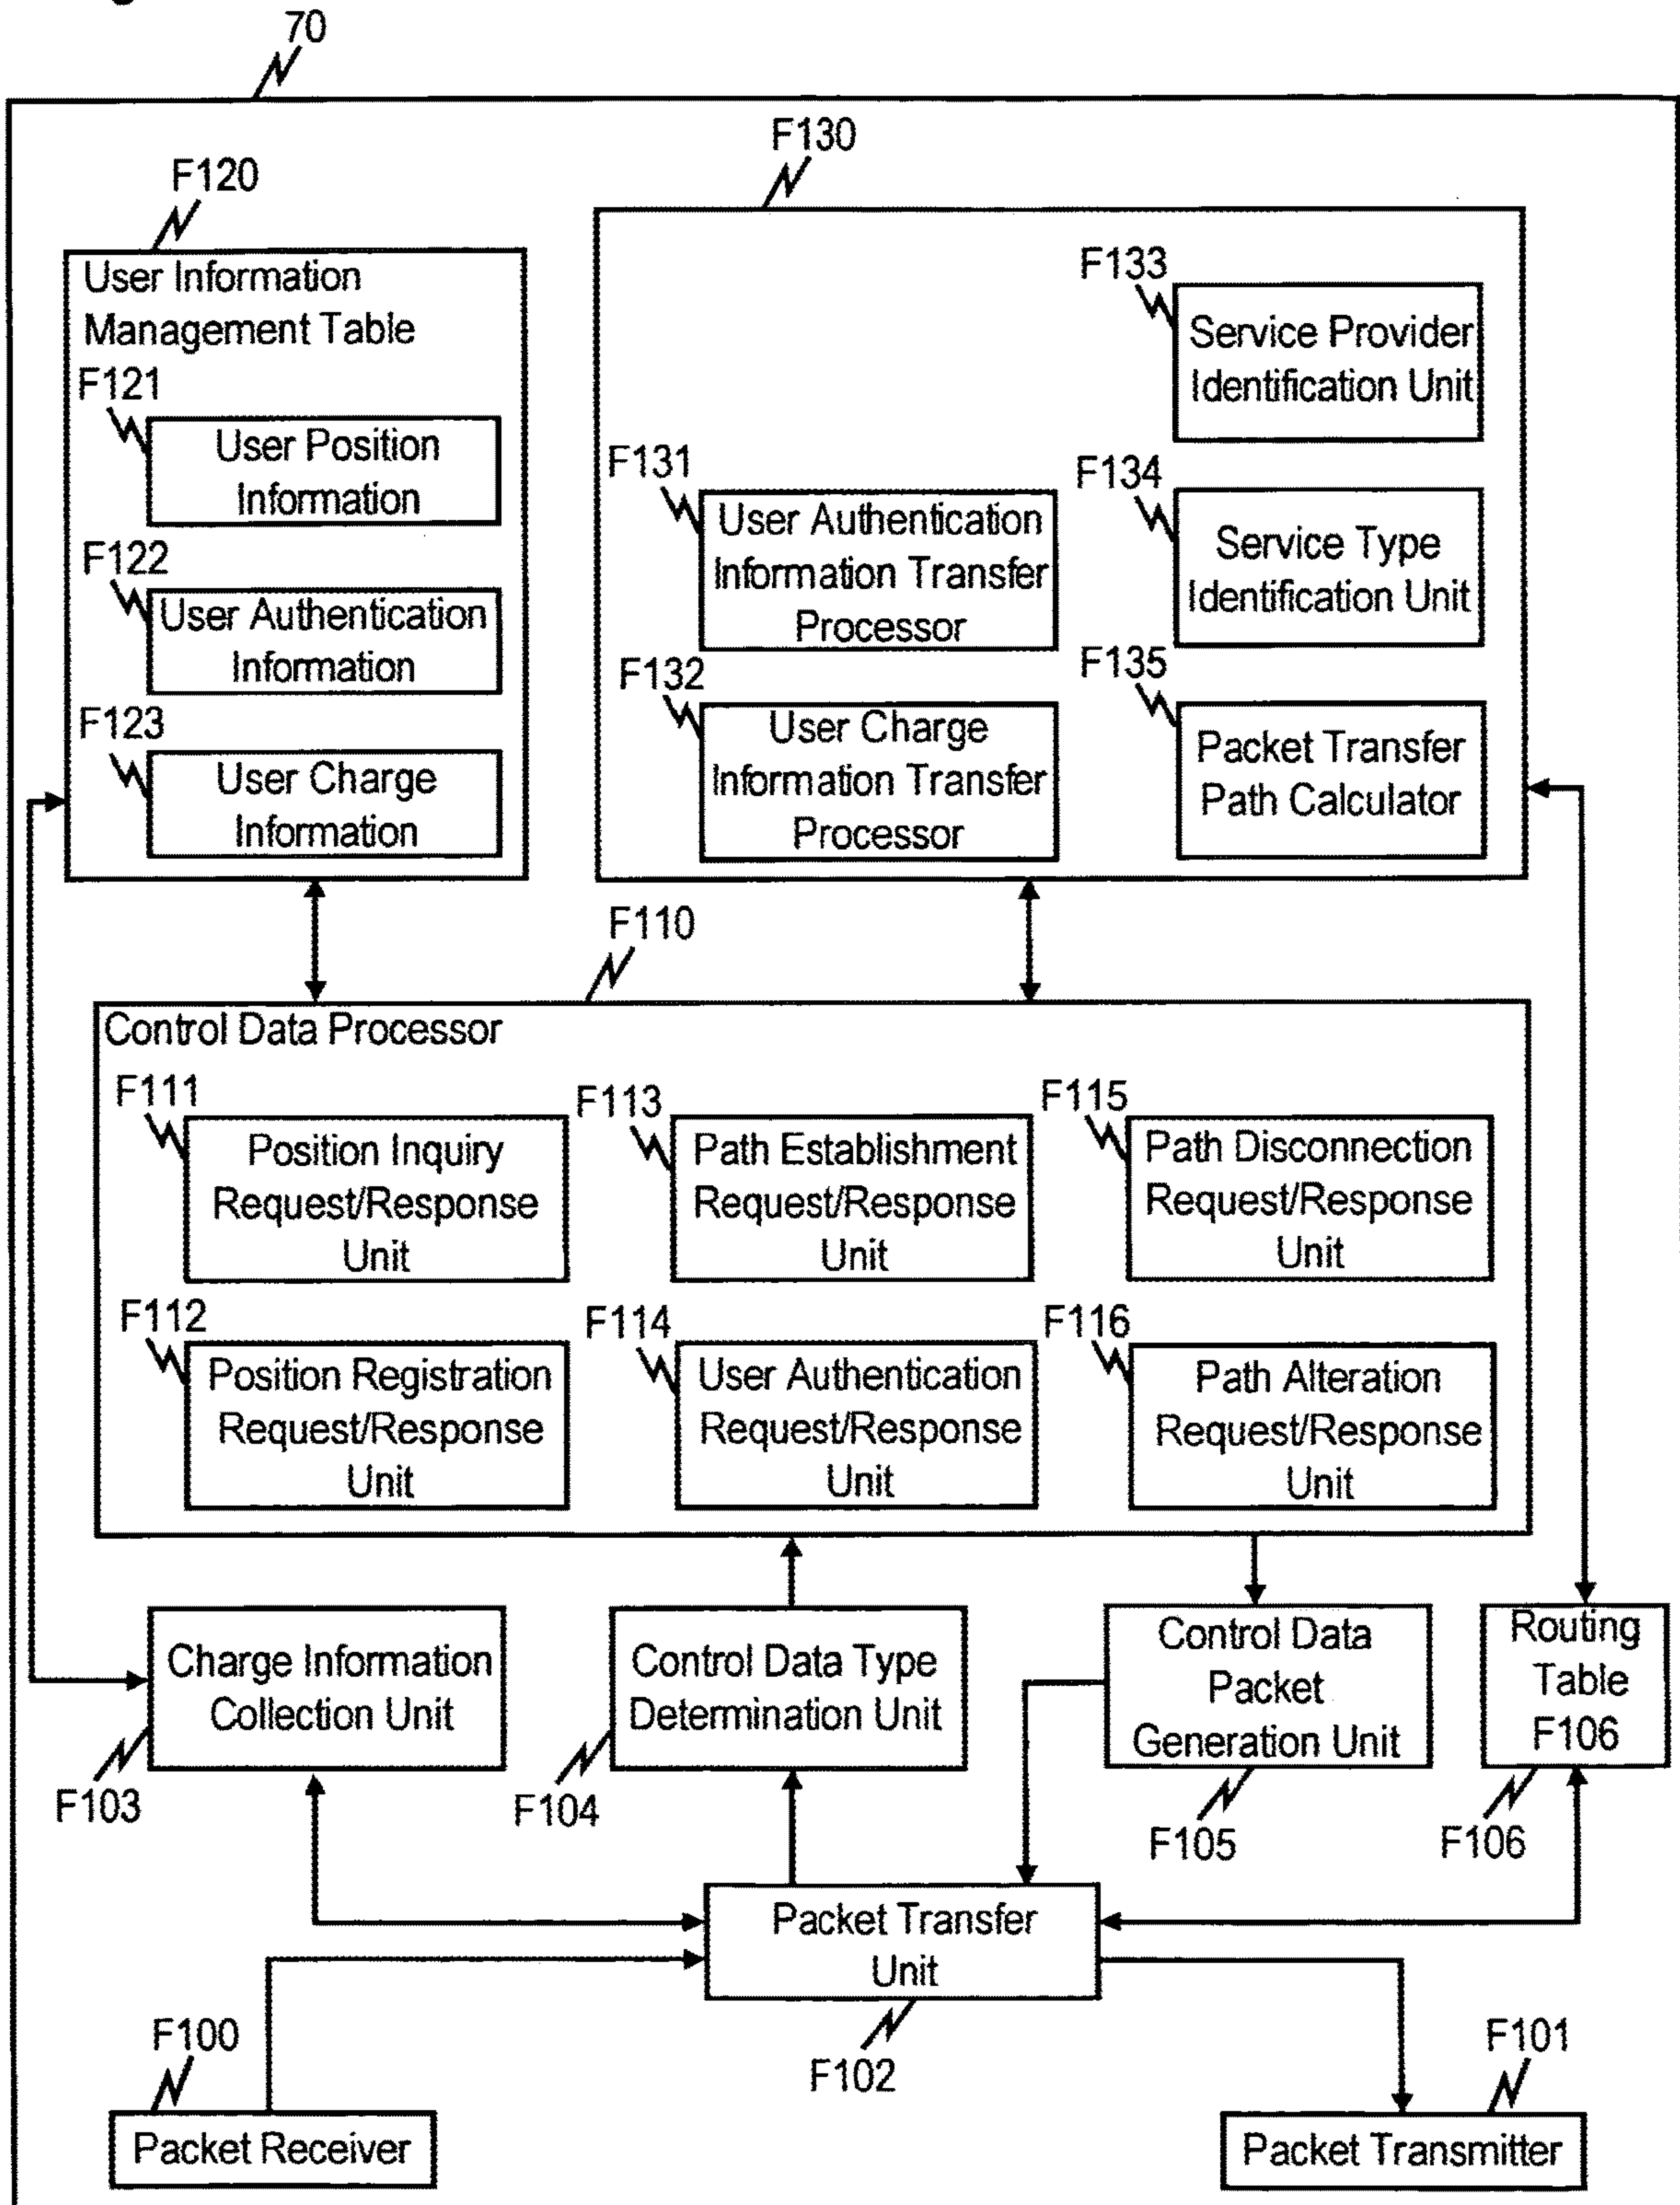 70
F130
F120
User Information
Management Table
F121
User Position
Information
F122
User Authentication
Information
F123
User Charge
Information
F133
Service Provider
Identification Unit
F131
User Authentication
Information Transfer
Processor
F134
Service Type
Identification Unit
F132
User Charge
Information Transfer
Processor
F135
Packet Transfer
Path Calculator
F110
Control Data Processor
F111
Position Inquiry
Request/Response
Unit
F113
Path Establishment
Request/Response
Unit
F115
Path Disconnection
Request/Response
Unit
F112
Position Registration
Request/Response
Unit
F114
User Authentication
Request/Response
Unit
F116
Path Alteration
Request/Response
Unit
Charge Information
Collection Unit
F103
Control Data Type
Determination Unit
F104
Control Data
Packet
Generation Unit
F105
Routing
Table
F106
F106
Packet Transfer
Unit
F102
F100
Packet Receiver
F101
Packet Transmitter